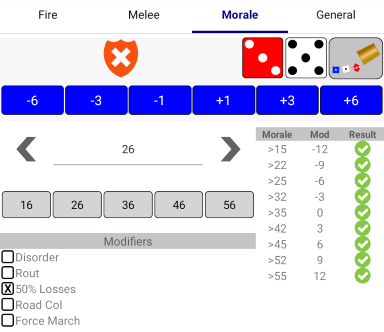 Fire Melee Morale General
-6 -3 -1 +1 +3 +6
26
16 26 36 46 56
Modifiers
Disorder
Rout
X 50% Losses
Road Col
Force March
Morale Mod Result
>15 -12
>22 -9
>25 -6
>32 -3
>35 0
>42 3
>45 6
>52 9
>55 12